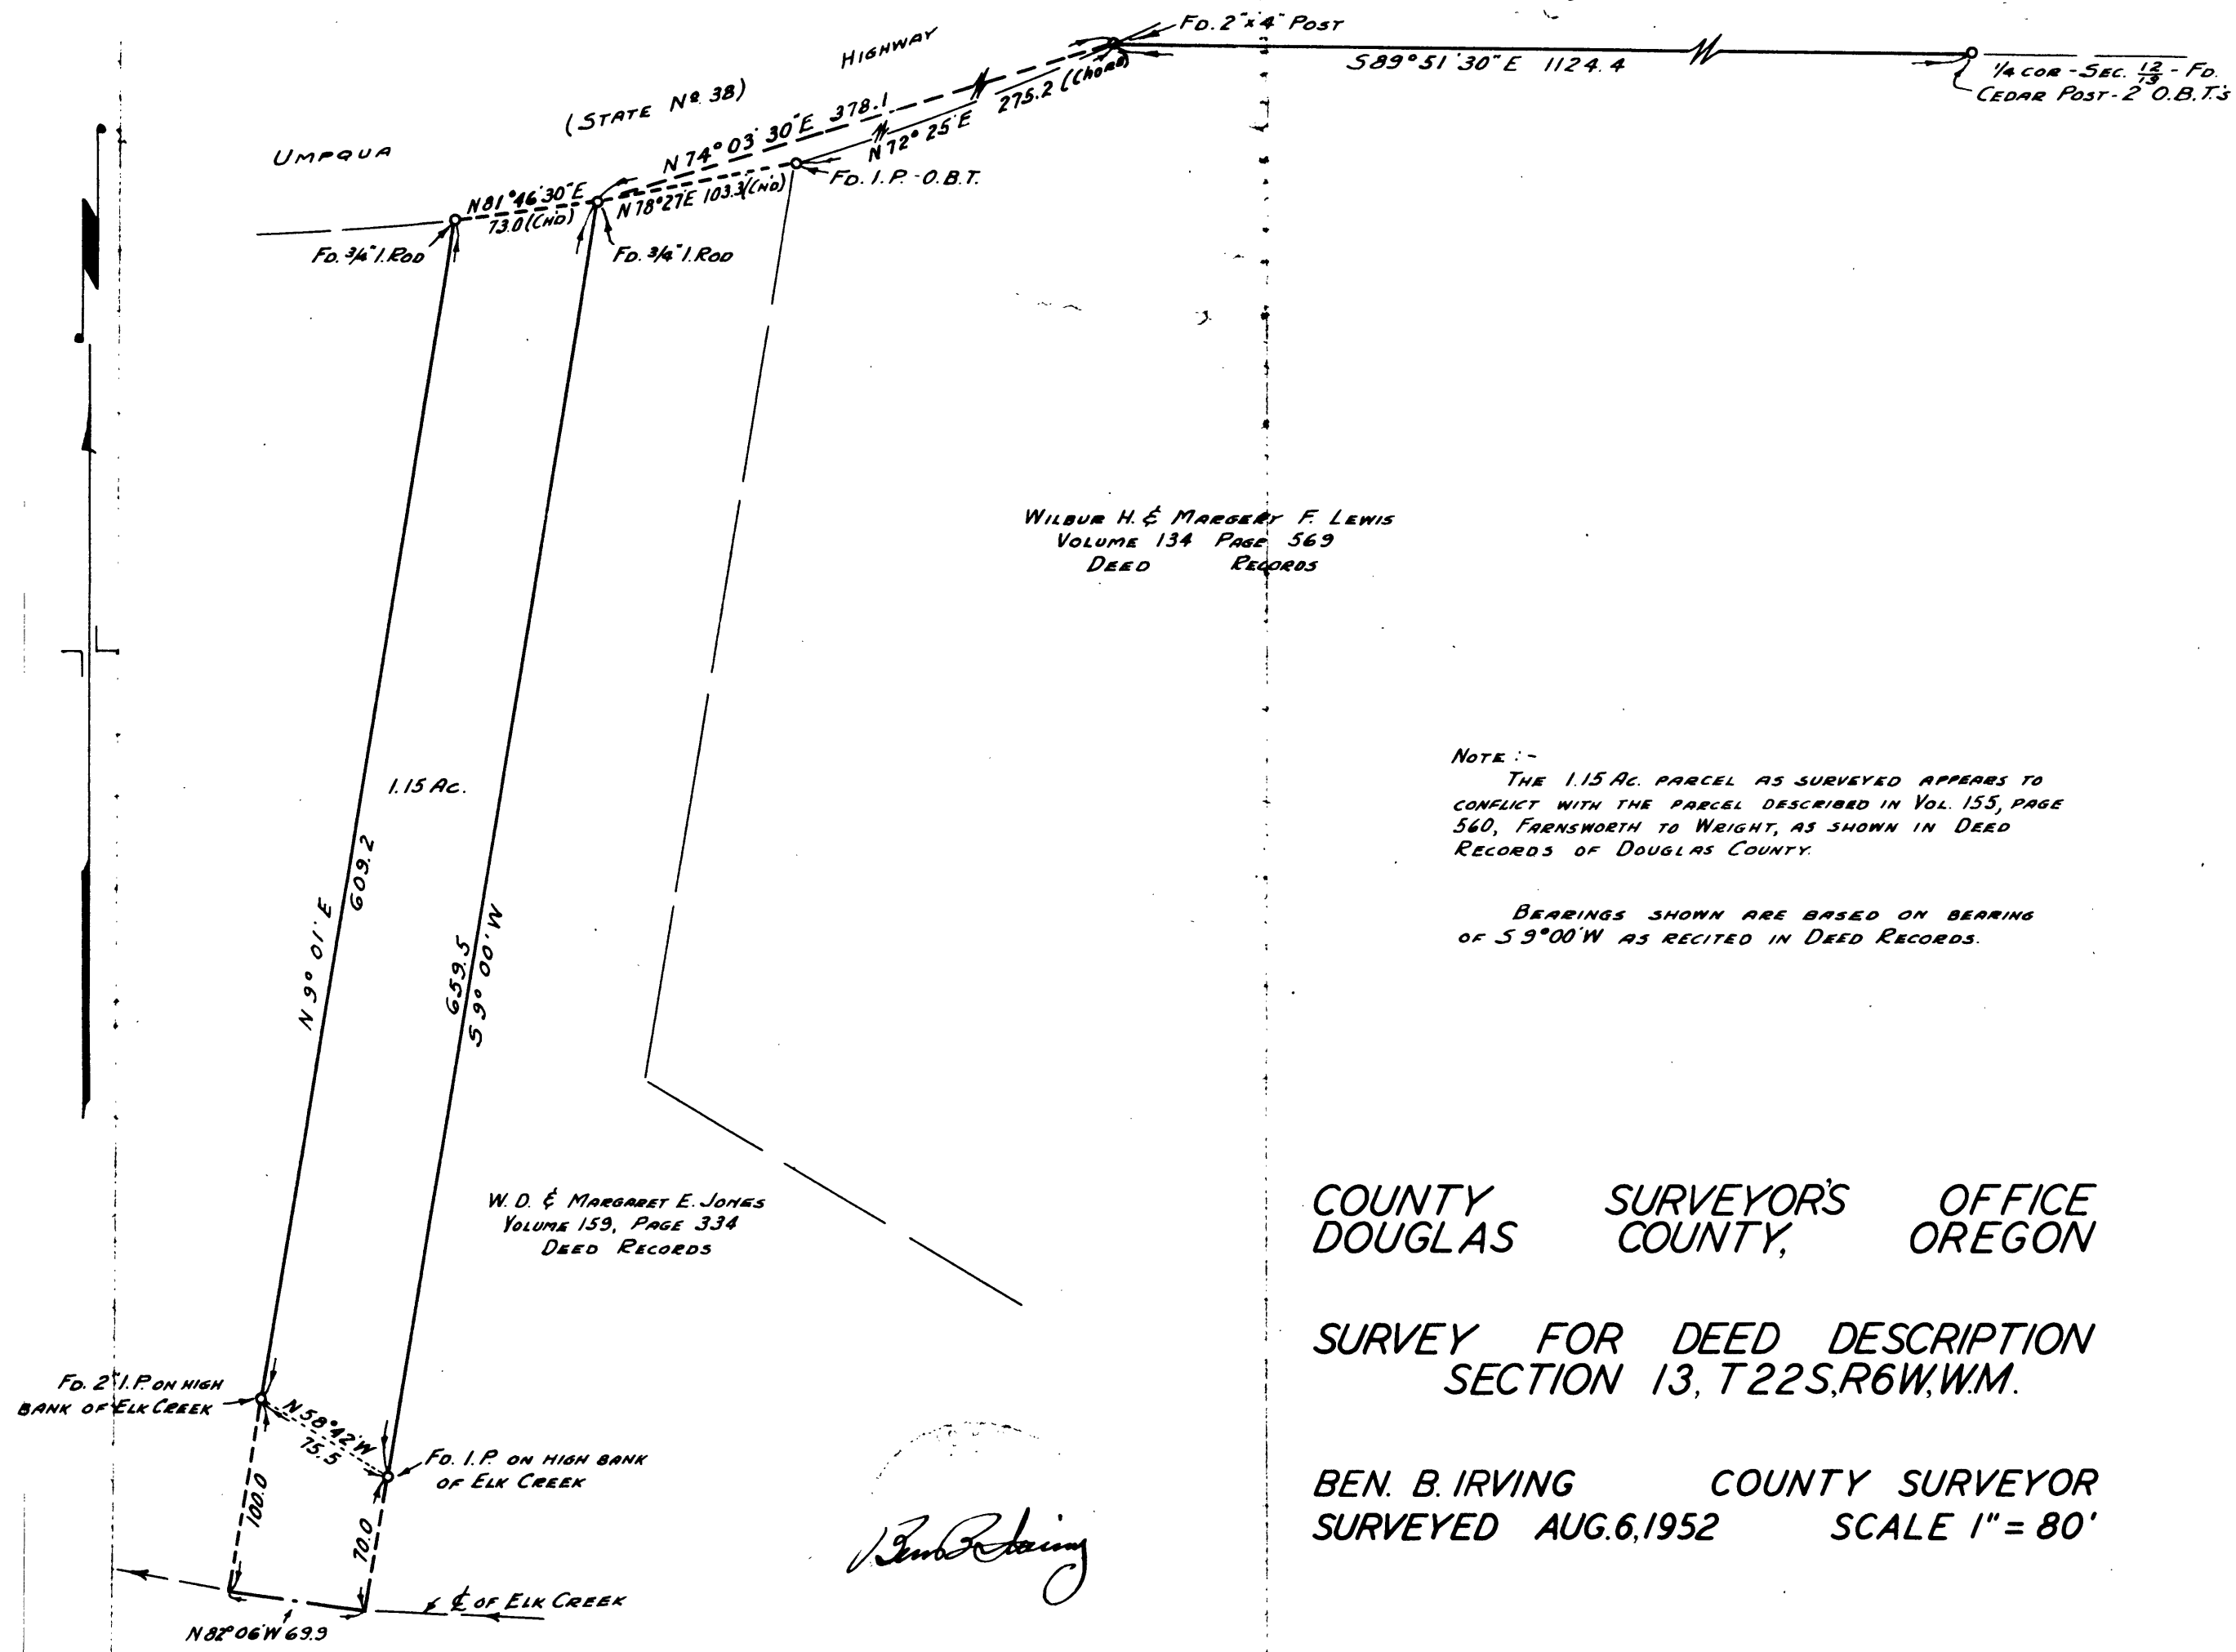 FD. 2"x4" POST
HIGHWAY
S89°51'30"E 1124.4
1/4 COR - SEC. 12/13 - FD.
CEDAR POST - 2 O.B.T.'s
(STATE Nº 38)
N74°03'30"E 378.1
275.2 (CHORD)
N72°25'E
UMPQUA
FD. I.P. - O.B.T.
N81°46'30"E
73.0 (CHD)
N78°27'E 103.3 (CHD)
FD. 3/4" I. ROD
FD. 3/4" I. ROD
WILBUR H. & MARGERY F. LEWIS
VOLUME 134 PAGE 569
DEED RECORDS
1.15 AC.
NOTE :-
THE 1.15 AC. PARCEL AS SURVEYED APPEARS TO
CONFLICT WITH THE PARCEL DESCRIBED IN VOL. 155, PAGE
560, FARNSWORTH TO WRIGHT, AS SHOWN IN DEED
RECORDS OF DOUGLAS COUNTY.
BEARINGS SHOWN ARE BASED ON BEARING
OF S 9°00'W AS RECITED IN DEED RECORDS.
N 9° 01' E
609.2
659.5
S 9° 00' W
W. D. & MARGARET E. JONES
VOLUME 159, PAGE 334
DEED RECORDS
COUNTY SURVEYOR'S OFFICE
DOUGLAS COUNTY, OREGON
SURVEY FOR DEED DESCRIPTION
SECTION 13, T22S, R6W, W.M.
BEN. B. IRVING COUNTY SURVEYOR
SURVEYED AUG. 6, 1952 SCALE 1" = 80'
FD. 2" I.P. ON HIGH
BANK OF ELK CREEK
N58°42'W
75.5
FD. I.P. ON HIGH BANK
OF ELK CREEK
100.0
70.0
Ben B Irving
℄ OF ELK CREEK
N82°06'W 69.9